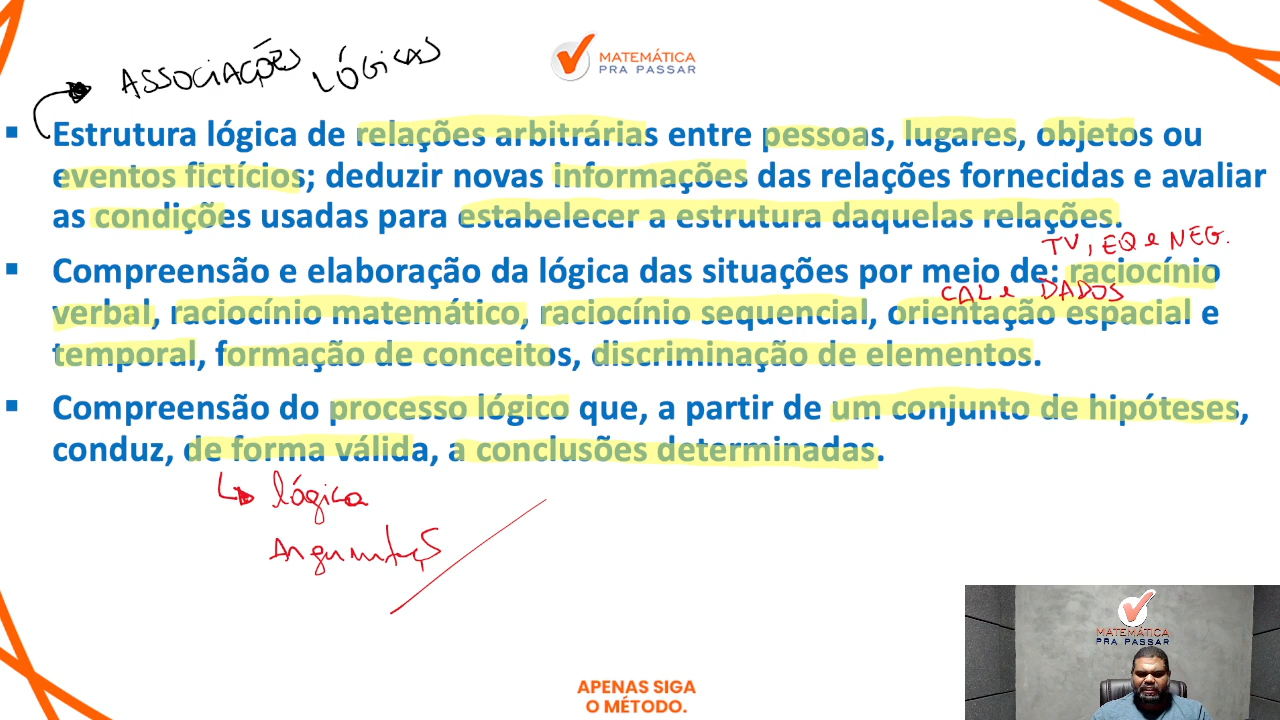 MATEMÁTICA
PRA PASSAR
ASSOCIAÇÕES LÓGICAS
▪ Estrutura lógica de relações arbitrárias entre pessoas, lugares, objetos ou
eventos fictícios; deduzir novas informações das relações fornecidas e avaliar
as condições usadas para estabelecer a estrutura daquelas relações.
TV, EQ e NEG.
▪ Compreensão e elaboração da lógica das situações por meio de: raciocínio
CAL e DADOS
verbal, raciocínio matemático, raciocínio sequencial, orientação espacial e
temporal, formação de conceitos, discriminação de elementos.
▪ Compreensão do processo lógico que, a partir de um conjunto de hipóteses,
conduz, de forma válida, a conclusões determinadas.
lógica
MATEMÁTICA
PRA PASSAR
APENAS SIGA
O MÉTODO.